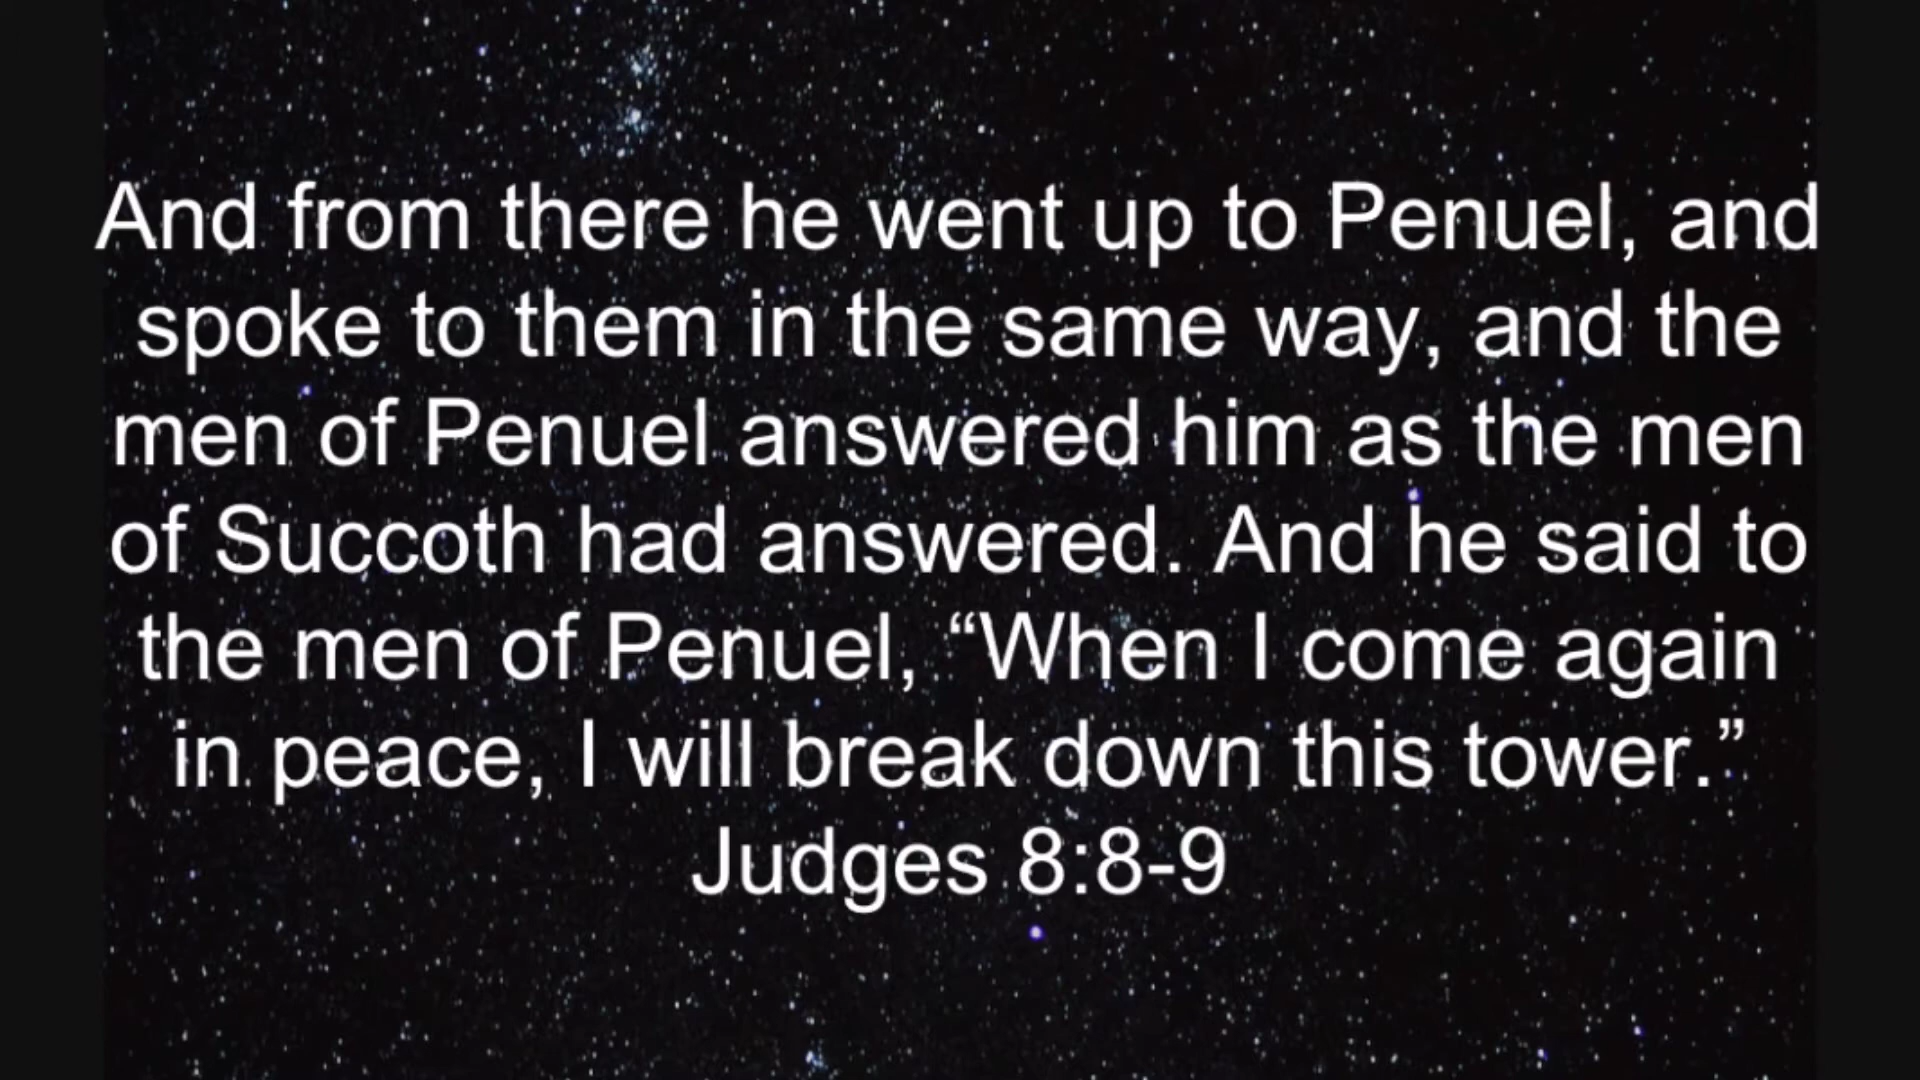 And from there he went up to Penuel, and
spoke to them in the same way, and the
men of Penuel answered him as the men
of Succoth had answered. And he said to
the men of Penuel, “When I come again
in peace, I will break down this tower.”
Judges 8:8-9